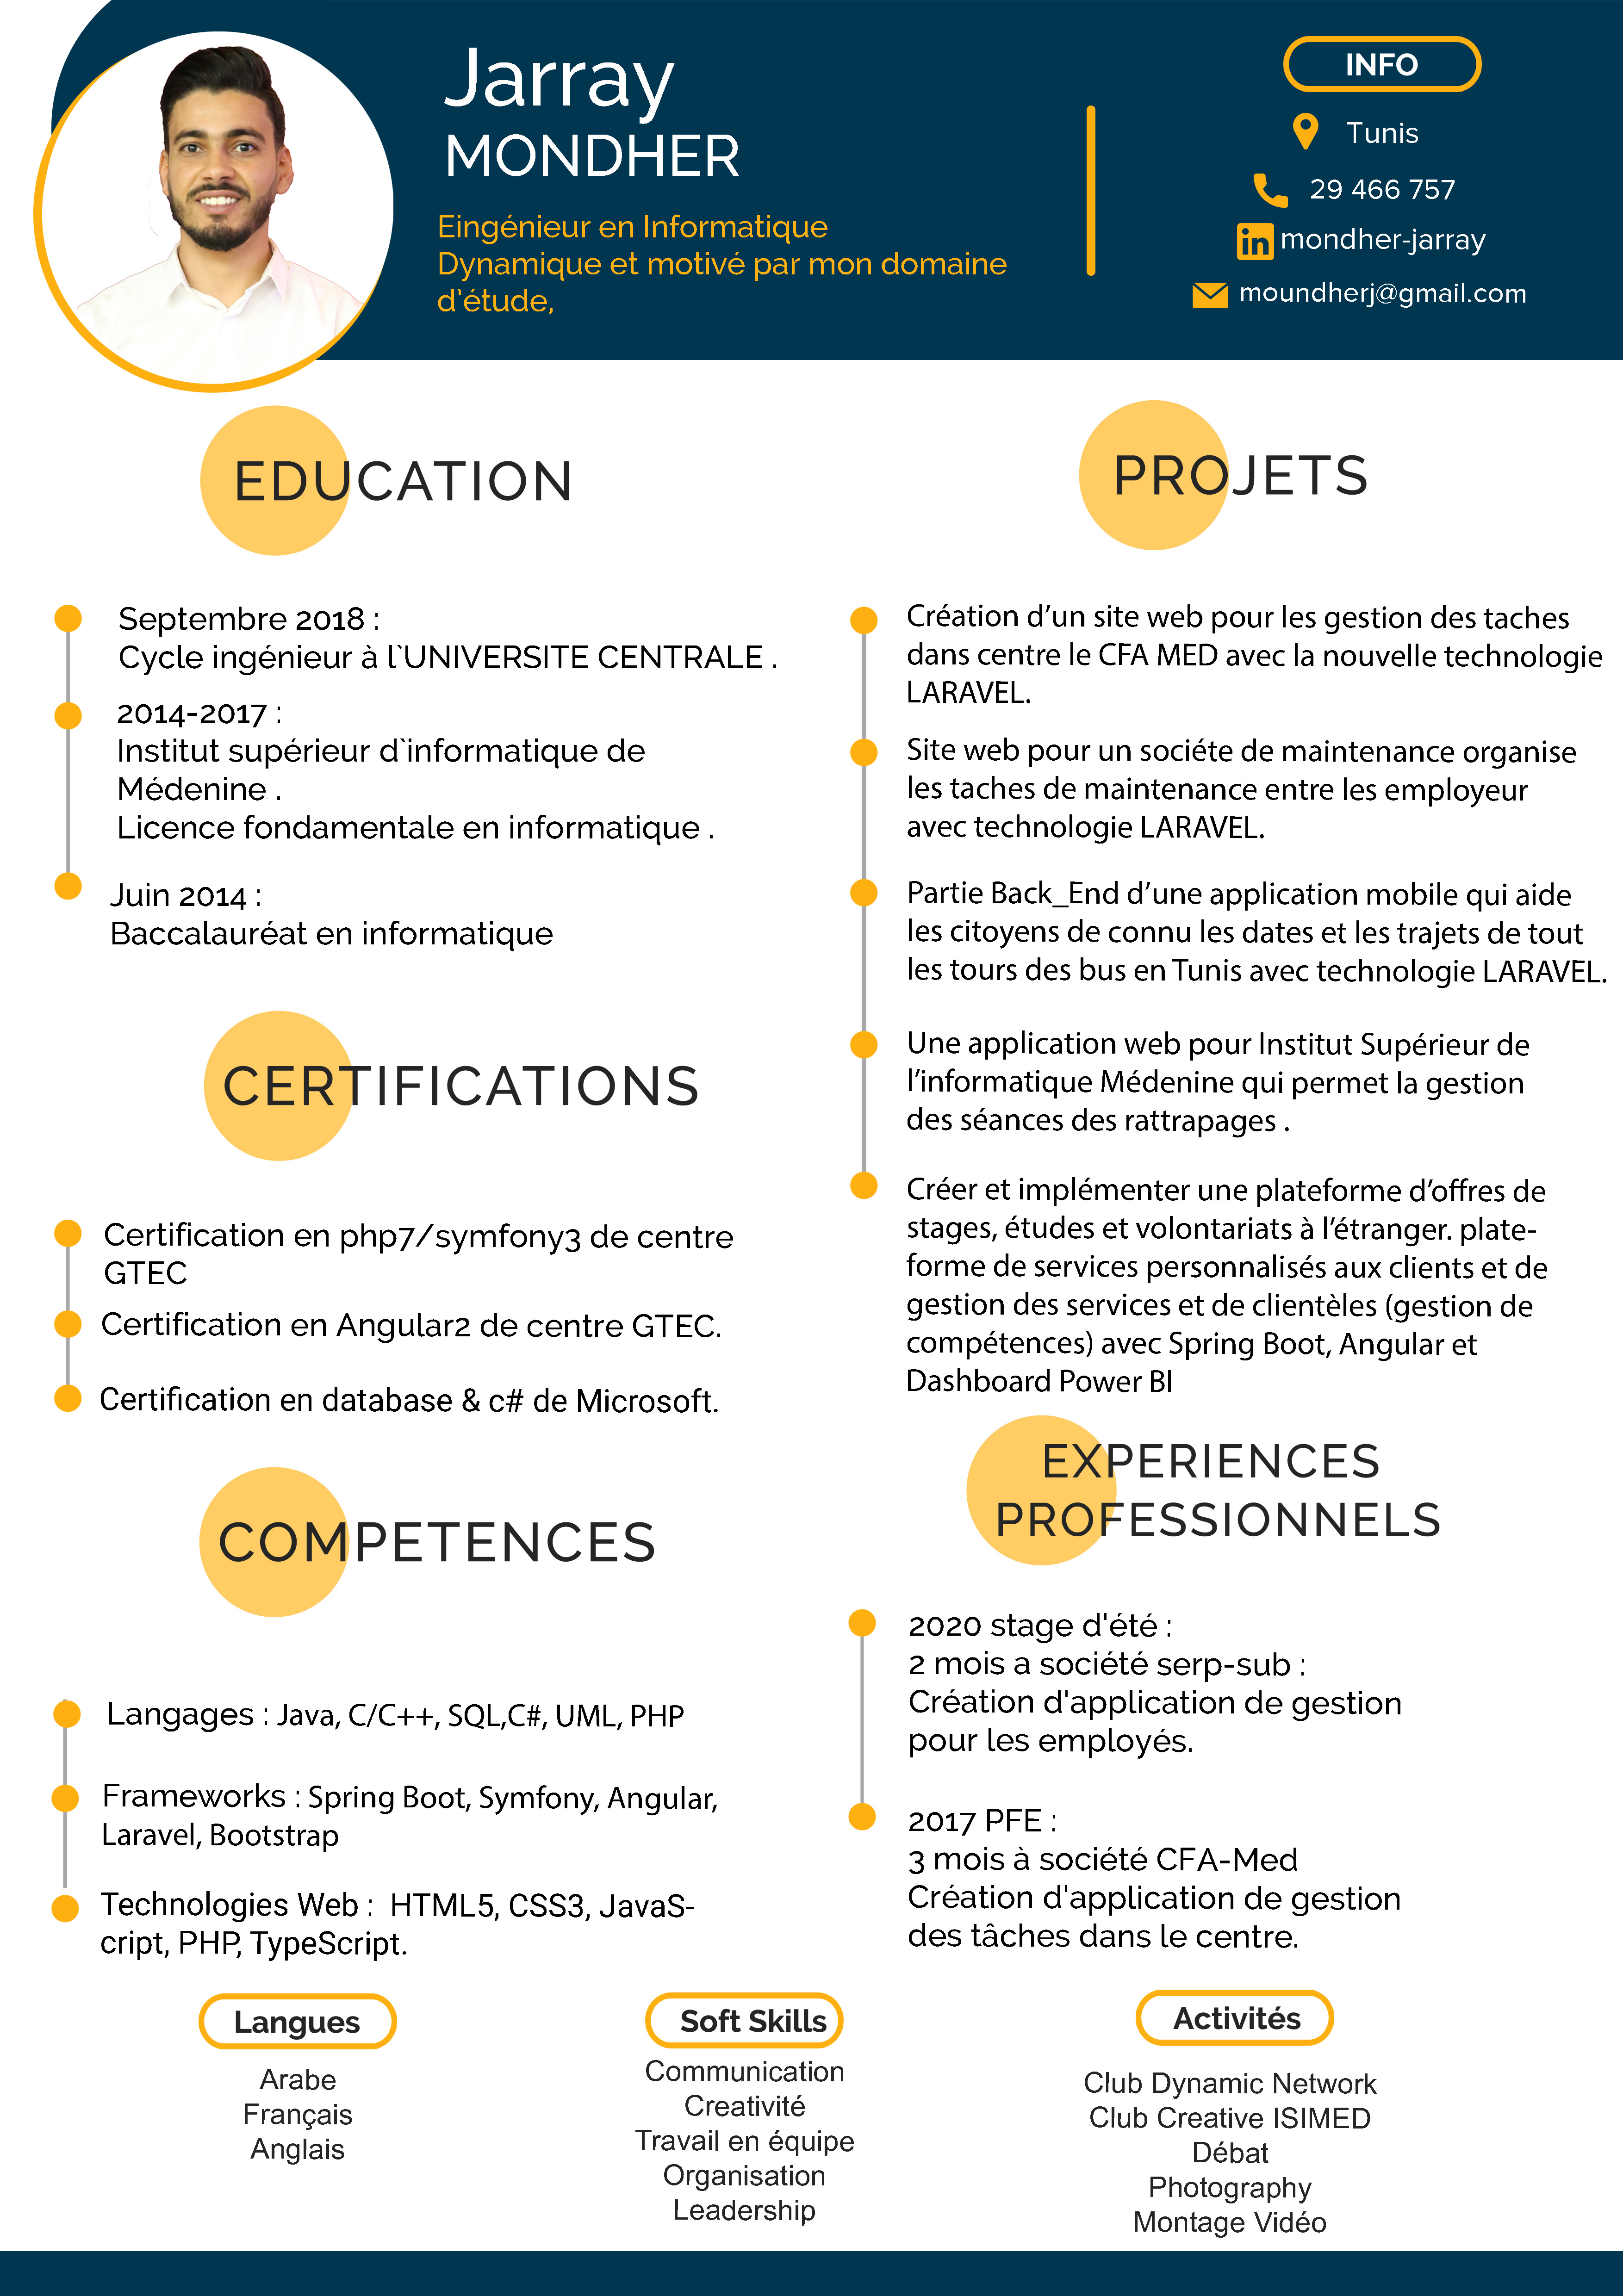 Jarray
MONDHER
Eingénieur en Informatique
Dynamique et motivé par mon domaine
d'étude,
INFO
Tunis
29 466 757
in mondher-jarray
moundherj@gmail.com
EDUCATION
Septembre 2018 :
Cycle ingénieur à l`UNIVERSITE CENTRALE .
2014-2017 :
Institut supérieur d`informatique de
Médenine .
Licence fondamentale en informatique .
Juin 2014 :
Baccalauréat en informatique
CERTIFICATIONS
Certification en php7/symfony3 de centre
GTEC
Certification en Angular2 de centre GTEC.
Certification en database & c# de Microsoft.
COMPETENCES
Langages : Java, C/C++, SQL,C#, UML, PHP
Frameworks : Spring Boot, Symfony, Angular,
Laravel, Bootstrap
Technologies Web :  HTML5, CSS3, JavaS-
cript, PHP, TypeScript.
PROJETS
Création d’un site web pour les gestion des taches
dans centre le CFA MED avec la nouvelle technologie
LARAVEL.
Site web pour un sociéte de maintenance organise
les taches de maintenance entre les employeur
avec technologie LARAVEL.
Partie Back_End d’une application mobile qui aide
les citoyens de connu les dates et les trajets de tout
les tours des bus en Tunis avec technologie LARAVEL.
Une application web pour Institut Supérieur de
l’informatique Médenine qui permet la gestion
des séances des rattrapages .
Créer et implémenter une plateforme d’offres de
stages, études et volontariats à l’étranger. plate-
forme de services personnalisés aux clients et de
gestion des services et de clientèles (gestion de
compétences) avec Spring Boot, Angular et
Dashboard Power BI
EXPERIENCES
PROFESSIONNELS
2020 stage d'été :
2 mois a société serp-sub :
Création d'application de gestion
pour les employés.
2017 PFE :
3 mois à société CFA-Med
Création d'application de gestion
des tâches dans le centre.
Langues
Arabe
Français
Anglais
Soft Skills
Communication
Creativité
Travail en équipe
Organisation
Leadership
Activités
Club Dynamic Network
Club Creative ISIMED
Débat
Photography
Montage Vidéo